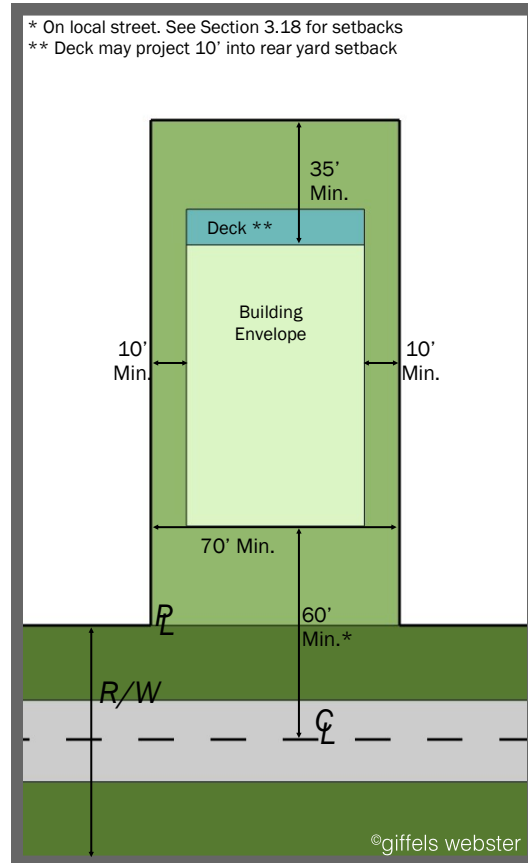 * On local street. See Section 3.18 for setbacks
** Deck may project 10’ into rear yard setback
35’
Min.
Deck **
Building
Envelope
10’
Min.
10’
Min.
70’ Min.
60’
Min.*
PL
R/W
CL
©giffels webster